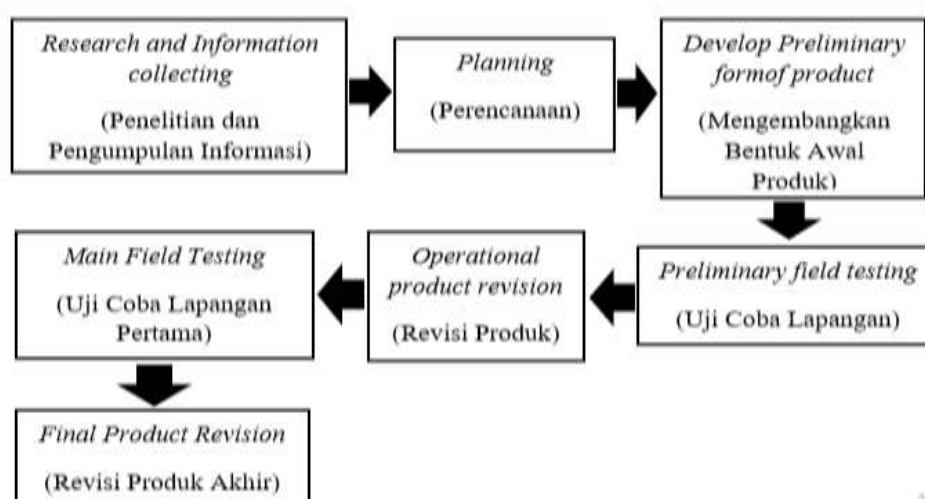 Research and Information
collecting
(Penelitian dan
Pengumpulan Informasi)
Planning
(Perencanaan)
Develop Preliminary
formof product
(Mengembangkan
Bentuk Awal
Produk)
Preliminary field testing
(Uji Coba Lapangan)
Operational
product revision
(Revisi Produk)
Main Field Testing
(Uji Coba Lapangan
Pertama)
Final Product Revision
(Revisi Produk Akhir)